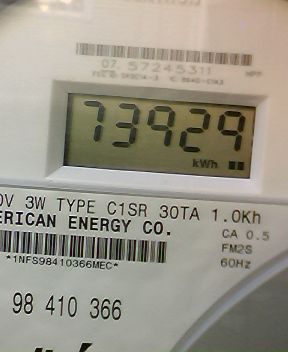 07 57245311
73929
kWh
0V 3W TYPE C1SR 30TA 1.0Kh
ERICAN ENERGY CO.
CA 0.5
FM2S
*1NFS98410366MEC*
60Hz
98 410 366